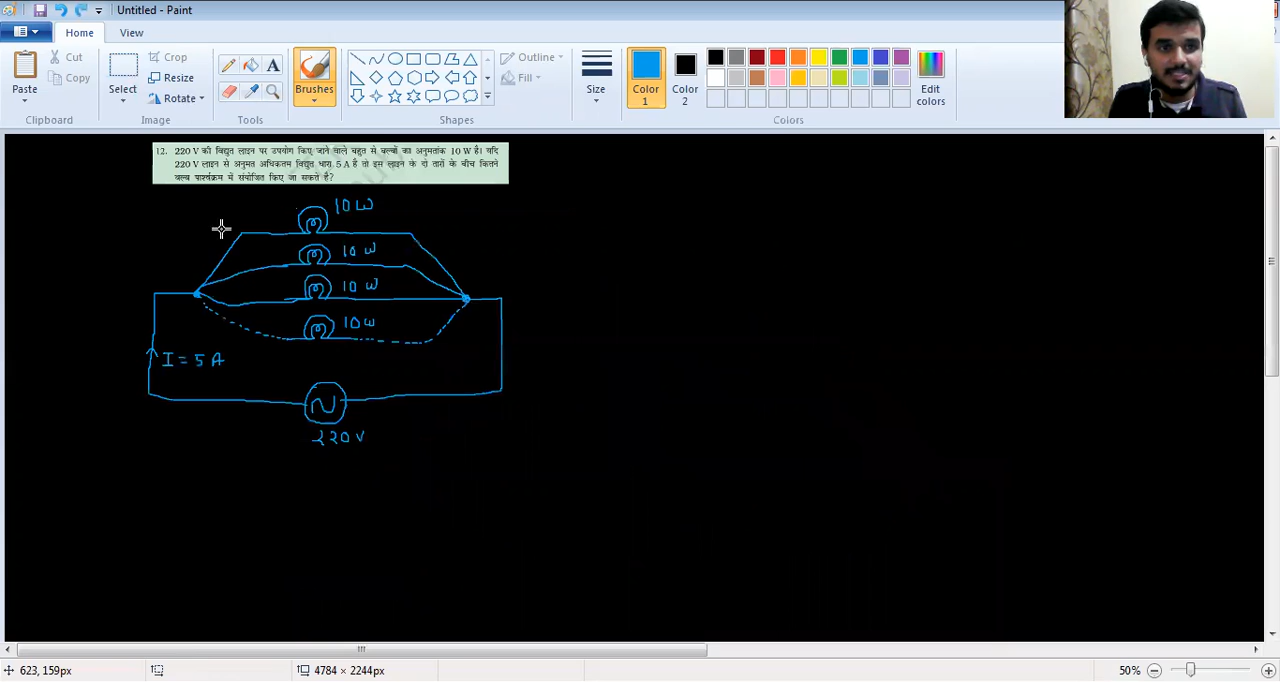 Untitled - Paint
Home View
Paste
Cut
Copy
Clipboard
Select
Crop
Resize
Rotate
Image
A
Tools
Brushes
Shapes
Outline
Fill
Size
Color 1
Color 2
Edit colors
Colors
12. 220 V की विद्युत लाइन पर उपयोग किए जाने वाले बहुत से बल्बों का अनुमतांक 10 W है। यदि
220 V लाइन से अनुमत अधिकतम विद्युत धारा 5 A है तो इस लाइन के दो तारों के बीच कितने
बल्ब पार्श्वक्रम में संयोजित किए जा सकते है?
10 W
10 W
10 W
10 W
I = 5 A
220 V
623, 159px
4784 × 2244px
50%